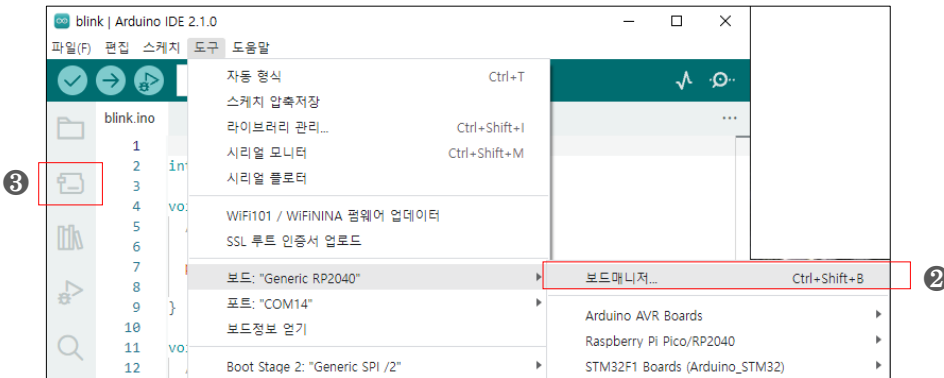 blink | Arduino IDE 2.1.0
파일(F) 편집 스케치 도구 도움말
자동 형식 Ctrl+T
스케치 압축저장
blink.ino
라이브러리 관리... Ctrl+Shift+I
1
시리얼 모니터 Ctrl+Shift+M
2 in
시리얼 플로터
3
❸
4 vo
WiFi101 / WiFiNINA 펌웨어 업데이터
5
SSL 루트 인증서 업로드
6
7
보드: "Generic RP2040"
보드매니저... Ctrl+Shift+B
❷
8
포트: "COM14"
9 }
Arduino AVR Boards
보드정보 얻기
10
Raspberry Pi Pico/RP2040
11 vo
Boot Stage 2: "Generic SPI /2"
STM32F1 Boards (Arduino_STM32)
12